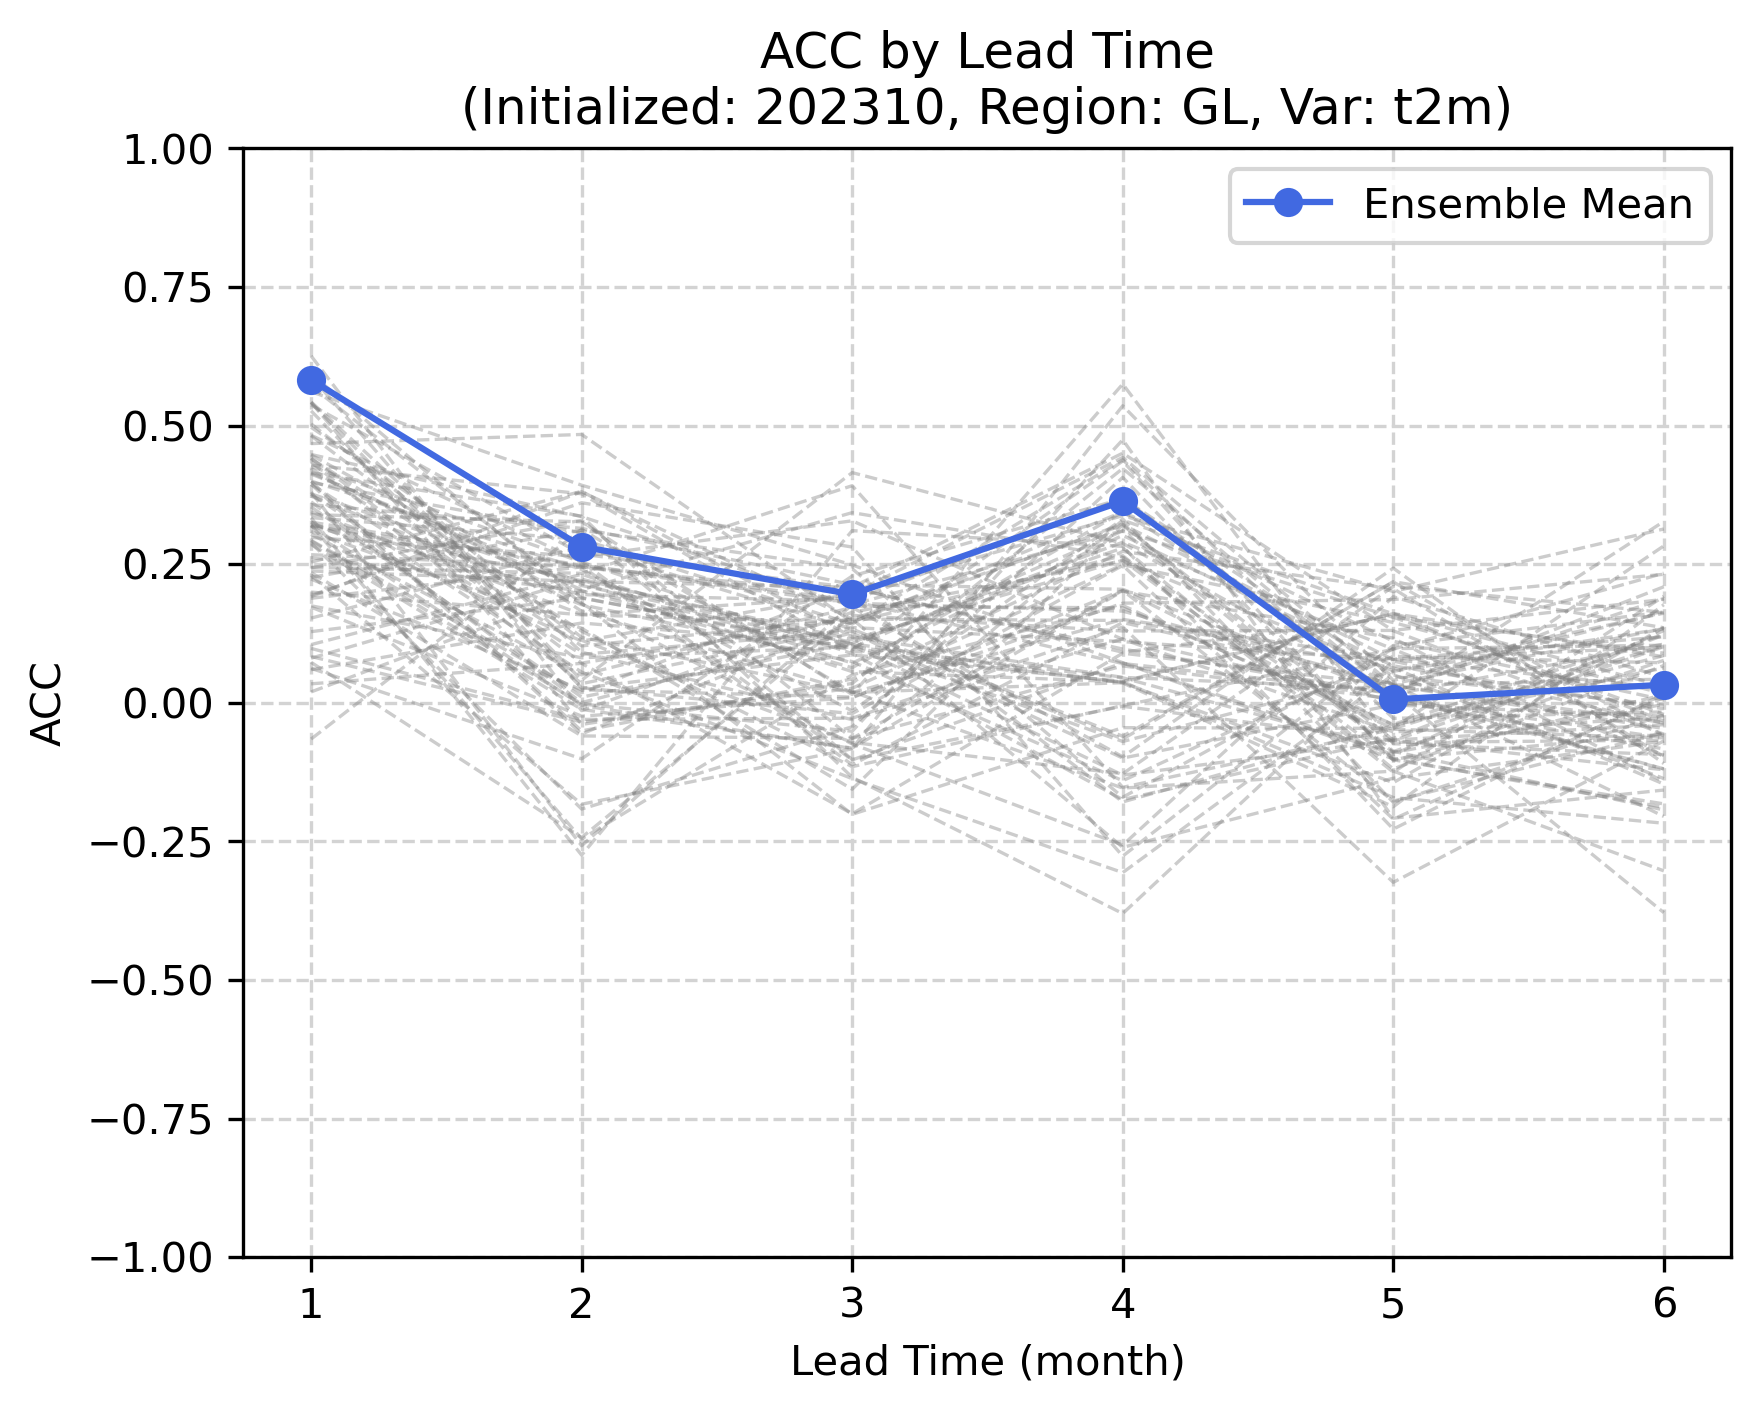 ACC by Lead Time
(Initialized: 202310, Region: GL, Var: t2m)
Ensemble Mean
1.00
0.75
0.50
0.25
0.00
−0.25
−0.50
−0.75
−1.00
ACC
1 2 3 4 5 6
Lead Time (month)